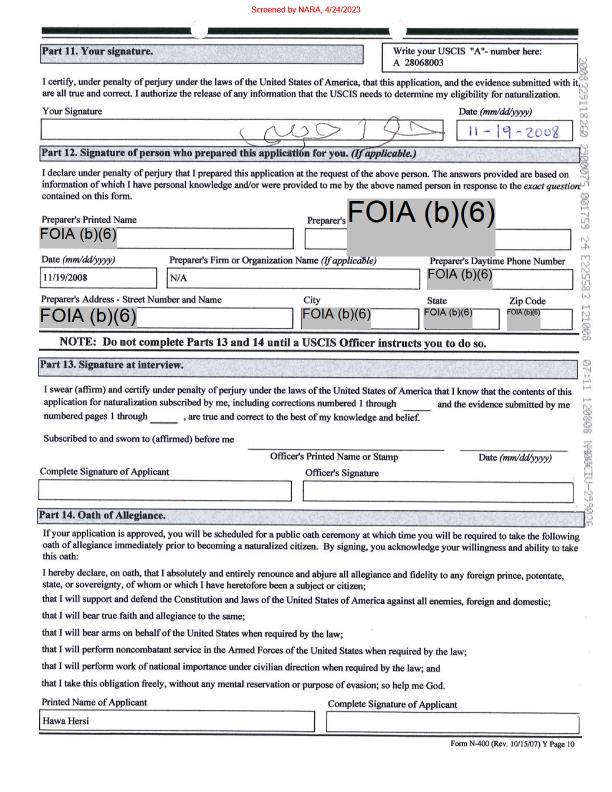 Screened by NARA, 4/24/2023
Part 11. Your signature.
Write your USCIS "A"- number here:
A 28068003
I certify, under penalty of perjury under the laws of the United States of America, that this application, and the evidence submitted with it,
are all true and correct. I authorize the release of any information that the USCIS needs to determine my eligibility for naturalization.
Your Signature
Date (mm/dd/yyyy)
11-19-2008
Part 12. Signature of person who prepared this application for you. (If applicable.)
I declare under penalty of perjury that I prepared this application at the request of the above person. The answers provided are based on
information of which I have personal knowledge and/or were provided to me by the above named person in response to the exact question
contained on this form.
Preparer's Printed Name
Preparer's
FOIA (b)(6)
FOIA (b)(6)
Date (mm/dd/yyyy)
Preparer's Firm or Organization Name (If applicable)
Preparer's Daytime Phone Number
11/19/2008
N/A
FOIA (b)(6)
Preparer's Address - Street Number and Name
City
State
Zip Code
FOIA (b)(6)
FOIA (b)(6)
FOIA (b)(6)
FOIA (b)(6)
NOTE: Do not complete Parts 13 and 14 until a USCIS Officer instructs you to do so.
Part 13. Signature at interview.
I swear (affirm) and certify under penalty of perjury under the laws of the United States of America that I know that the contents of this
application for naturalization subscribed by me, including corrections numbered 1 through ______ and the evidence submitted by me
numbered pages 1 through ______ , are true and correct to the best of my knowledge and belief.
Subscribed to and sworn to (affirmed) before me
Officer's Printed Name or Stamp
Date (mm/dd/yyyy)
Complete Signature of Applicant
Officer's Signature
Part 14. Oath of Allegiance.
If your application is approved, you will be scheduled for a public oath ceremony at which time you will be required to take the following
oath of allegiance immediately prior to becoming a naturalized citizen. By signing, you acknowledge your willingness and ability to take
this oath:
I hereby declare, on oath, that I absolutely and entirely renounce and abjure all allegiance and fidelity to any foreign prince, potentate,
state, or sovereignty, of whom or which I have heretofore been a subject or citizen;
that I will support and defend the Constitution and laws of the United States of America against all enemies, foreign and domestic;
that I will bear true faith and allegiance to the same;
that I will bear arms on behalf of the United States when required by the law;
that I will perform noncombatant service in the Armed Forces of the United States when required by the law;
that I will perform work of national importance under civilian direction when required by the law; and
that I take this obligation freely, without any mental reservation or purpose of evasion; so help me God.
Printed Name of Applicant
Complete Signature of Applicant
Hawa Hersi
Form N-400 (Rev. 10/15/07) Y Page 10